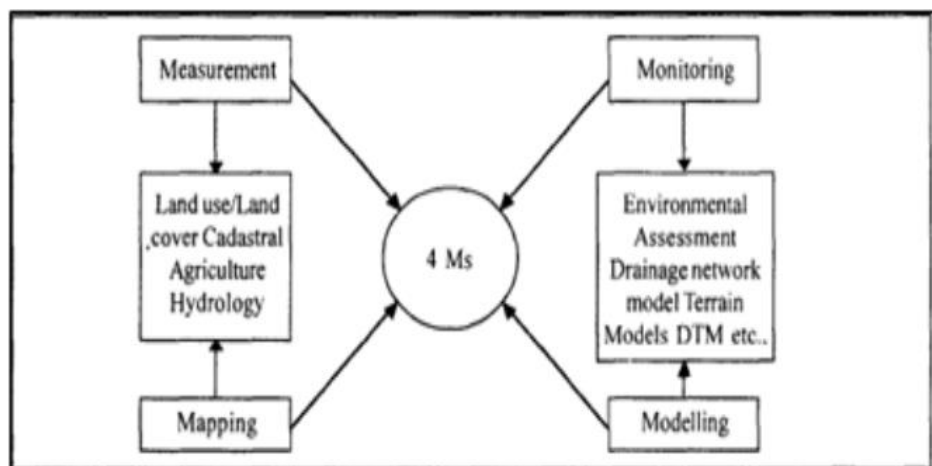 Measurement
Monitoring
Land use/Land
cover Cadastral
Agriculture
Hydrology
4 Ms
Environmental
Assessment
Drainage network
model Terrain
Models DTM etc..
Mapping
Modelling